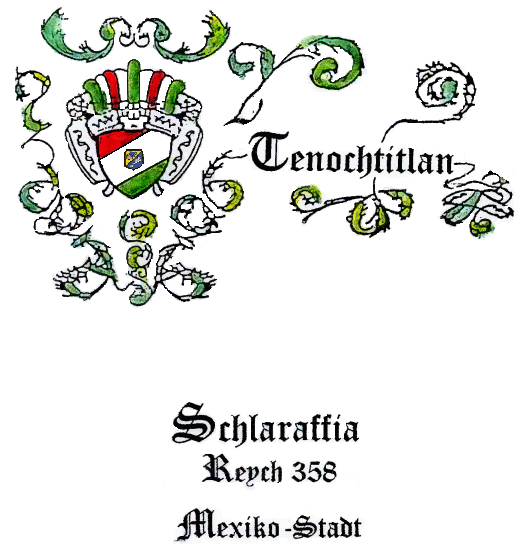 Tenochtitlan
Schlaraffia
Reych 358
Mexiko-Stadt